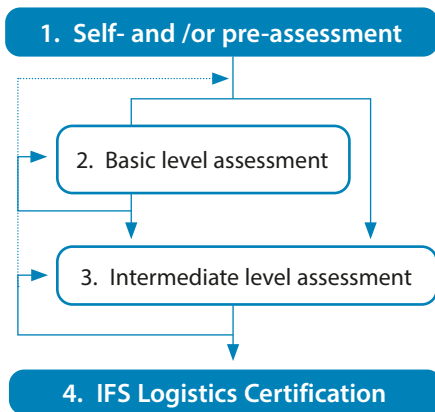 1. Self- and /or pre-assessment
2. Basic level assessment
3. Intermediate level assessment
4. IFS Logistics Certification